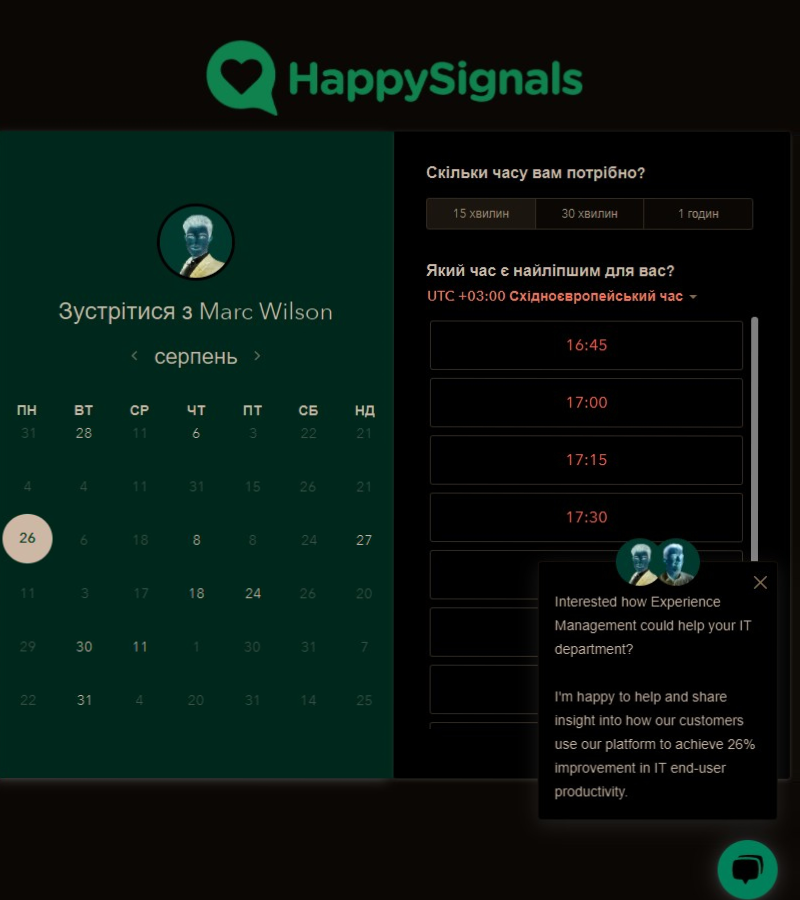 HappySignals
Зустрітися з Marc Wilson
серпень
ПН ВТ СР ЧТ ПТ СБ НД
31 28 11 6 3 22 21
4 4 11 31 15 26 21
26 6 18 8 8 24 27
11 3 17 18 24 26 20
29 30 11 1 30 31 7
22 31 4 20 31 14 25
Скільки часу вам потрібно?
15 хвилин 30 хвилин 1 годин
Який час є найліпшим для вас?
UTC +03:00 Східноєвропейський час
16:45
17:00
17:15
17:30
Interested how Experience
Management could help your IT
department?
I'm happy to help and share
insight into how our customers
use our platform to achieve 26%
improvement in IT end-user
productivity.